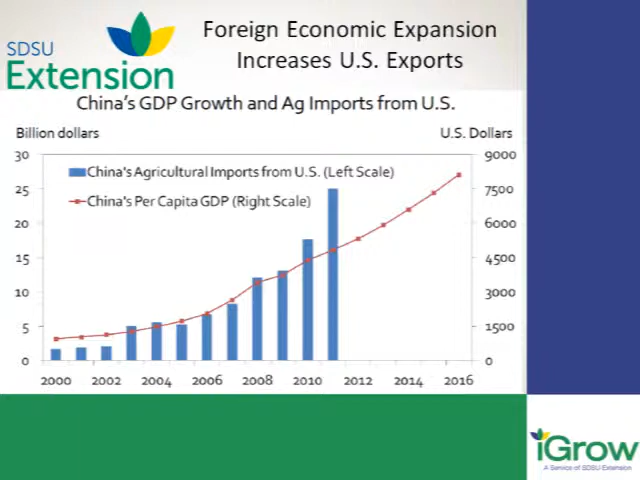 Foreign Economic Expansion
Increases U.S. Exports
SDSU
Extension
China's GDP Growth and Ag Imports from U.S.
Billion dollars
U.S. Dollars
30
9000
China's Agricultural Imports from U.S. (Left Scale)
25
7500
China's Per Capita GDP (Right Scale)
20
6000
15
4500
10
3000
5
1500
0
0
2000 2002 2004 2006 2008 2010 2012 2014 2016
iGrow
A Service of SDSU Extension